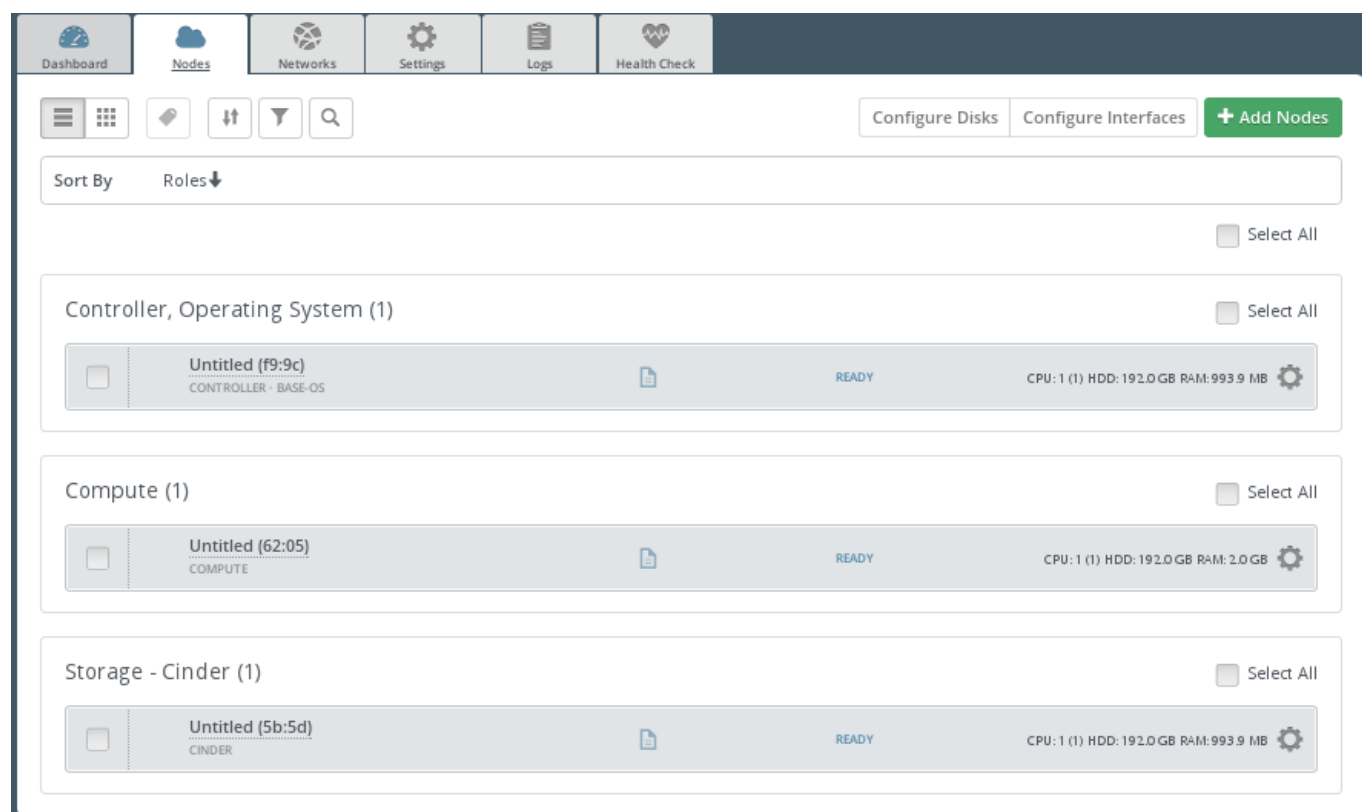 Dashboard Nodes Networks Settings Logs Health Check
Configure Disks Configure Interfaces + Add Nodes
Sort By Roles
Select All
Controller, Operating System (1) Select All
Untitled (f9:9c)
CONTROLLER - BASE-OS
READY CPU: 1 (1) HDD: 192.0 GB RAM: 993.9 MB
Compute (1) Select All
Untitled (62:05)
COMPUTE
READY CPU: 1 (1) HDD: 192.0 GB RAM: 2.0 GB
Storage - Cinder (1) Select All
Untitled (5b:5d)
CINDER
READY CPU: 1 (1) HDD: 192.0 GB RAM: 993.9 MB